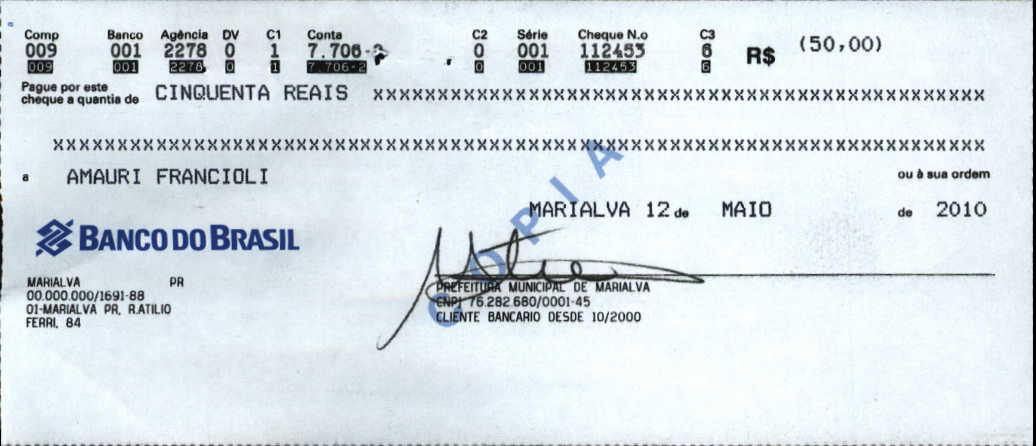 Comp Banco Agência DV C1 Conta C2 Série Cheque N.o C3
009 001 2278 0 1 7.706-2 0 001 112453 6 R$ (50,00)
009 001 2278 0 1 7.706-2 0 001 112453 6
Pague por este
cheque a quantia de CINQUENTA REAIS XXXXXXXXXXXXXXXXXXXXXXXXXXXXXXXXXXXXXXXXXXXXXXX
XXXXXXXXXXXXXXXXXXXXXXXXXXXXXXXXXXXXXXXXXXXXXXXXXXXXXXXXXXXXXXXXXXXXXXXX
a AMAURI FRANCIOLI ou à sua ordem
COPIA
MARIALVA 12 de MAIO de 2010
BANCO DO BRASIL
MARIALVA PR
00.000.000/1691-88
01-MARIALVA PR, R.ATILIO
FERRI, 84
PREFEITURA MUNICIPAL DE MARIALVA
CNPJ 76.282.680/0001-45
CLIENTE BANCARIO DESDE 10/2000